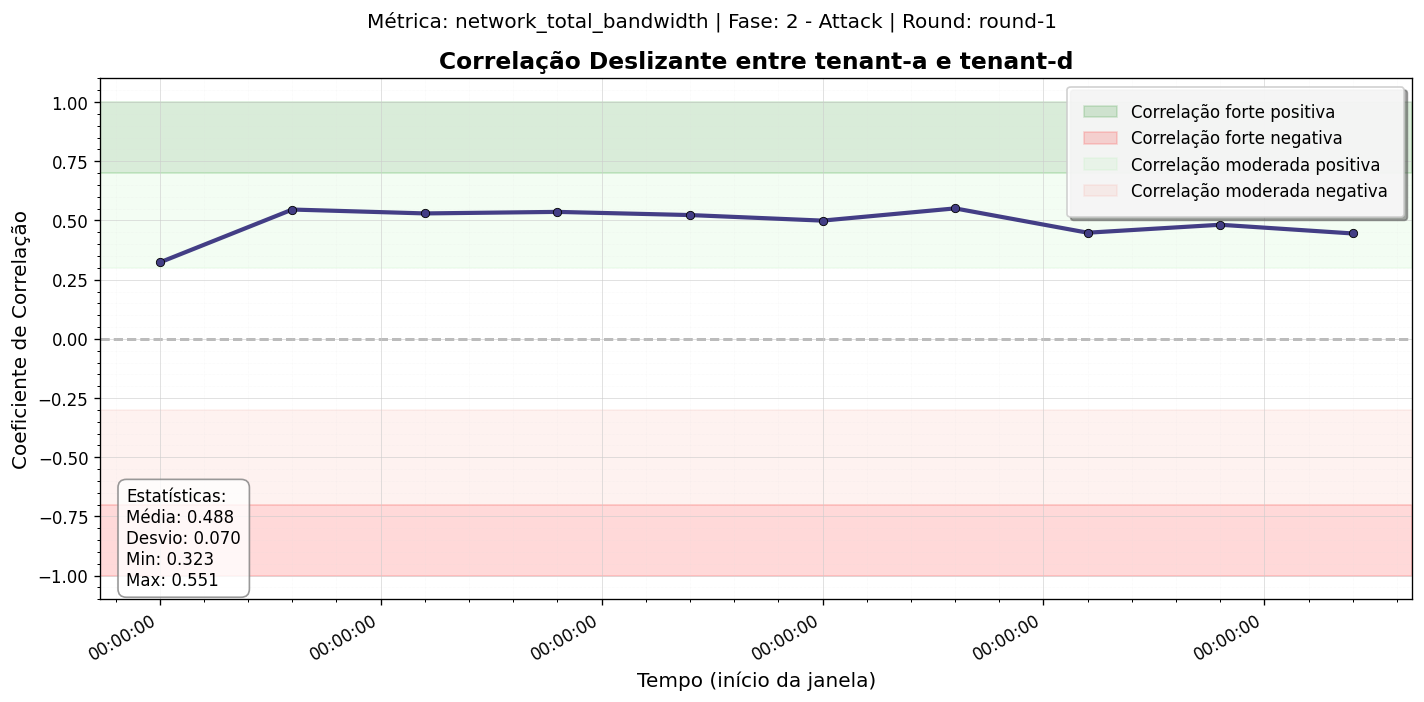 Métrica: network_total_bandwidth | Fase: 2 - Attack | Round: round-1
Correlação Deslizante entre tenant-a e tenant-d
Correlação forte positiva
Correlação forte negativa
Correlação moderada positiva
Correlação moderada negativa
Coeficiente de Correlação
1.00
0.75
0.50
0.25
0.00
−0.25
−0.50
−0.75
−1.00
Estatísticas:
Média: 0.488
Desvio: 0.070
Min: 0.323
Max: 0.551
00:00:00
00:00:00
00:00:00
00:00:00
00:00:00
00:00:00
Tempo (início da janela)